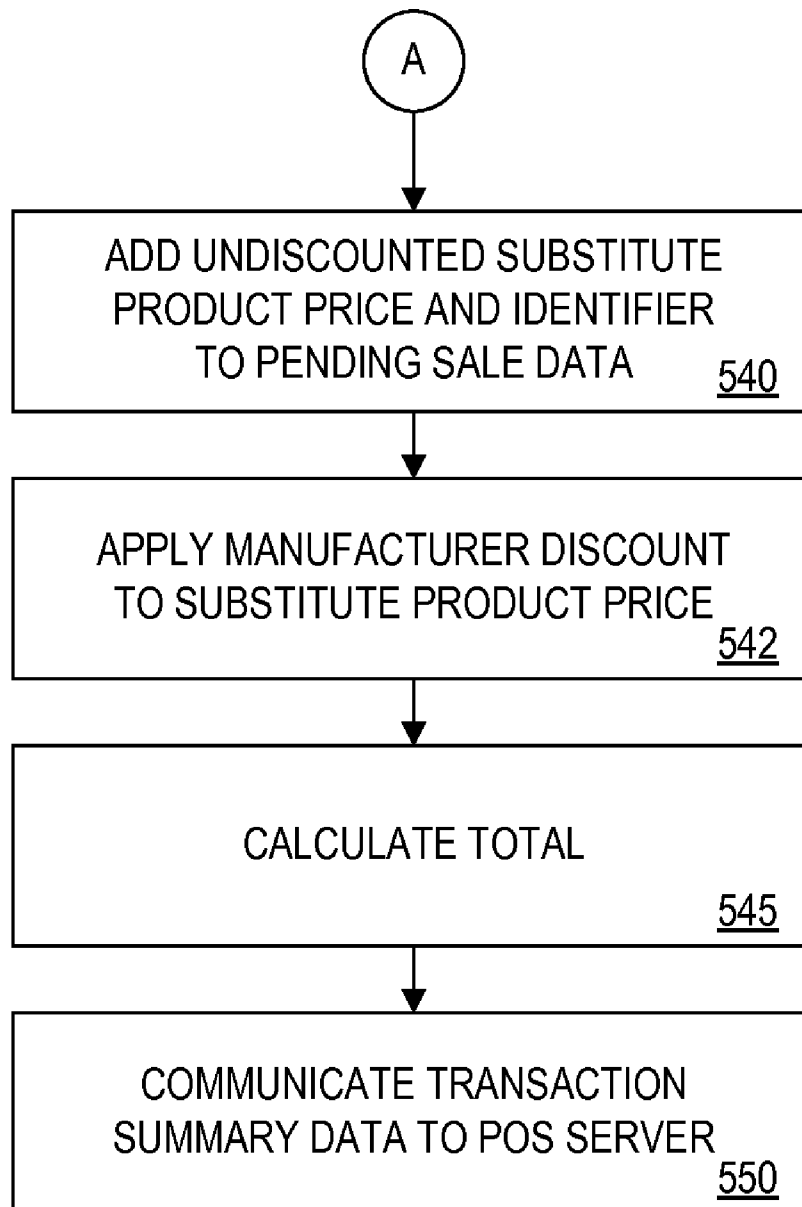 A
ADD UNDISCOUNTED SUBSTITUTE
PRODUCT PRICE AND IDENTIFIER
TO PENDING SALE DATA
540
APPLY MANUFACTURER DISCOUNT
TO SUBSTITUTE PRODUCT PRICE
542
CALCULATE TOTAL
545
COMMUNICATE TRANSACTION
SUMMARY DATA TO POS SERVER
550